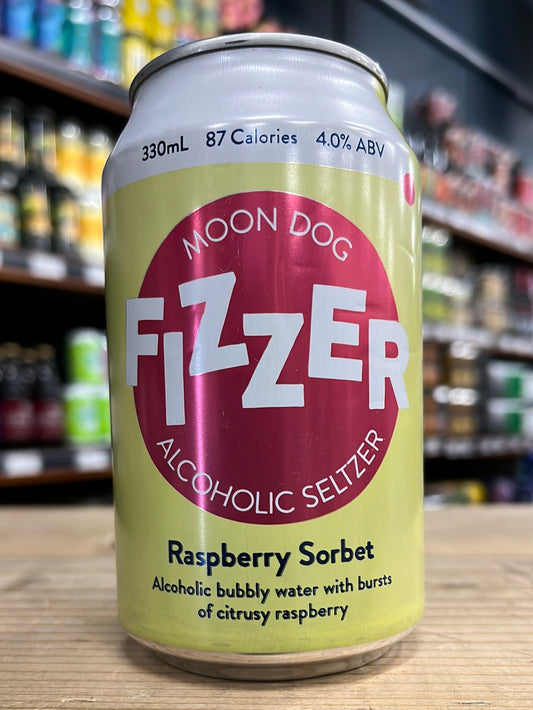 330mL 87 Calories 4.0% ABV
MOON DOG
FIZZER
ALCOHOLIC SELTZER
Raspberry Sorbet
Alcoholic bubbly water with bursts
of citrusy raspberry